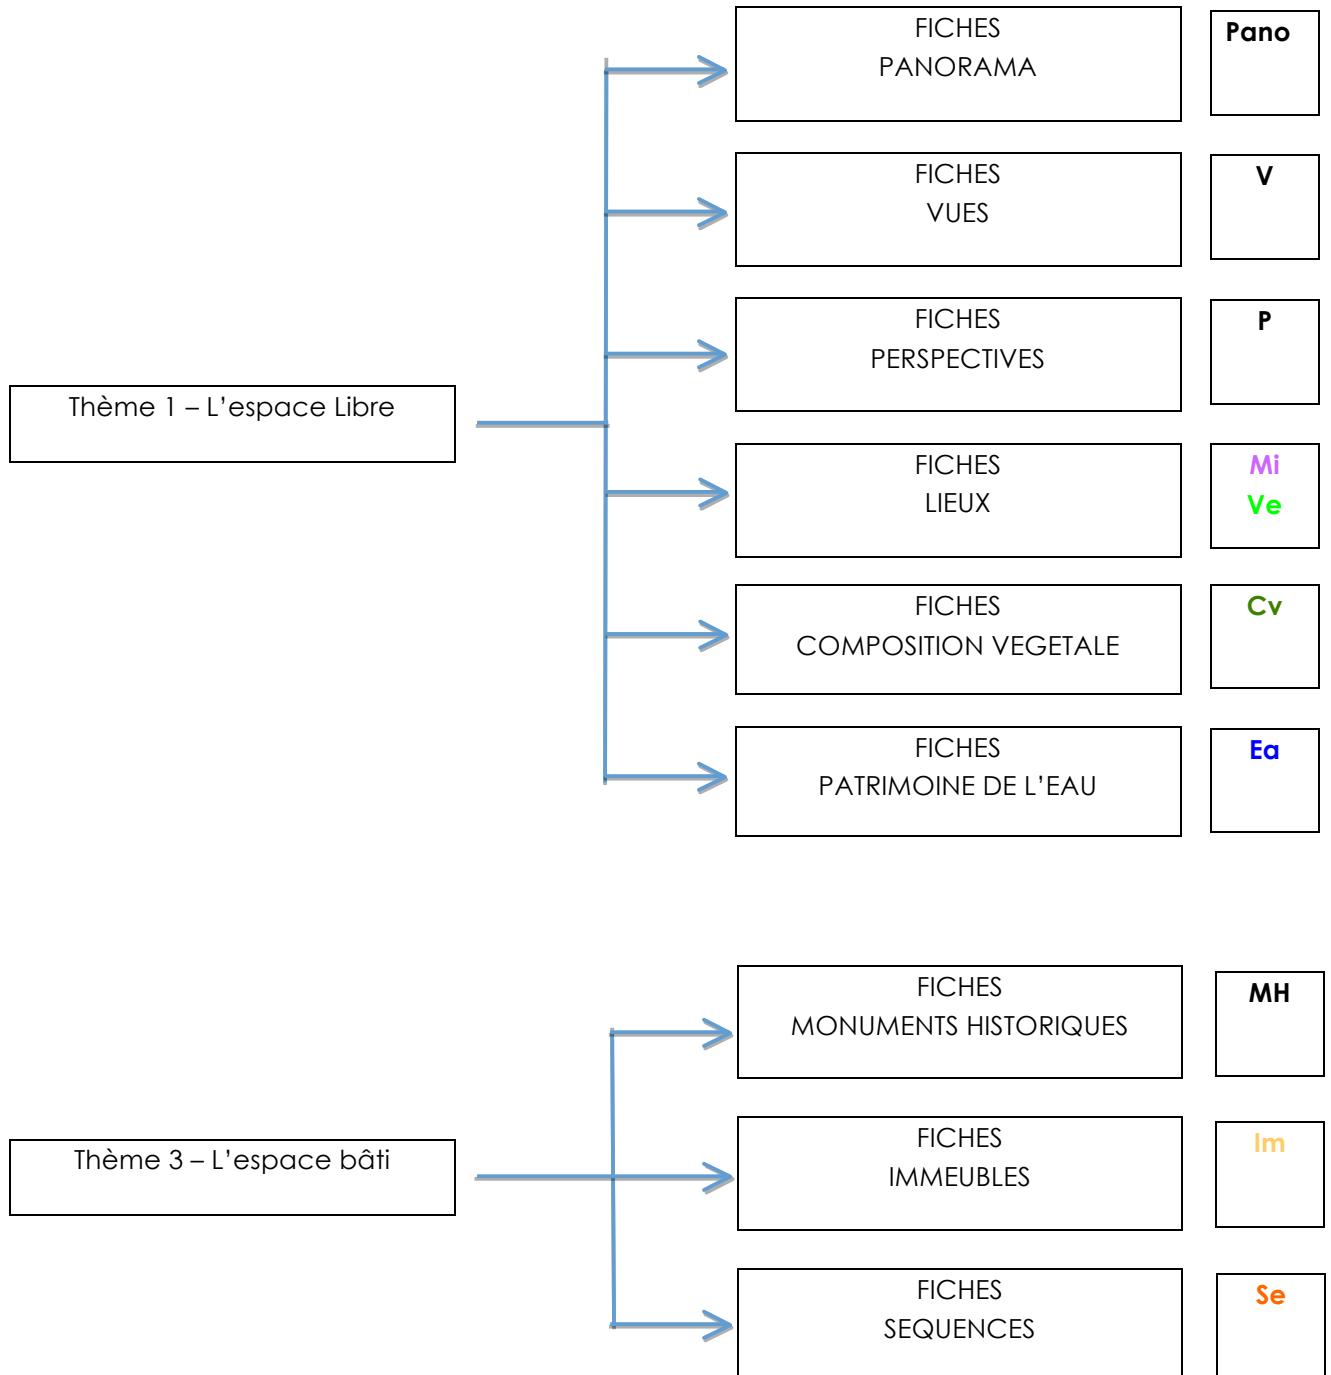 FICHES
PANORAMA
Pano
FICHES
VUES
V
FICHES
PERSPECTIVES
P
Thème 1 – L’espace Libre
FICHES
LIEUX
Mi
Ve
FICHES
COMPOSITION VEGETALE
Cv
FICHES
PATRIMOINE DE L’EAU
Ea
FICHES
MONUMENTS HISTORIQUES
MH
Thème 3 – L’espace bâti
FICHES
IMMEUBLES
Im
FICHES
SEQUENCES
Se